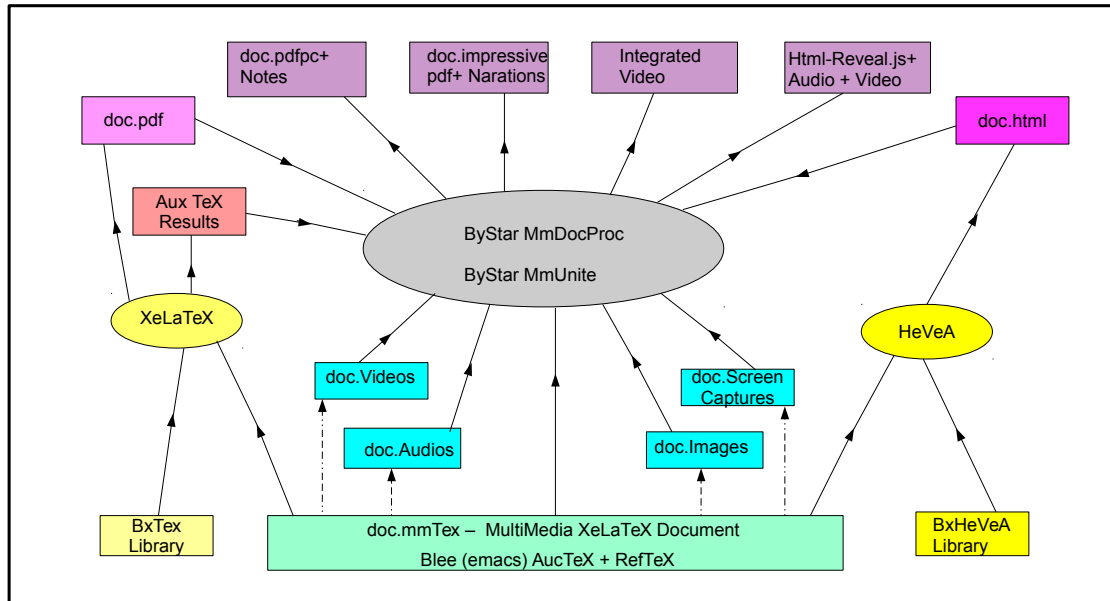 doc.pdfpc+
Notes
doc.impressive
pdf+ Narations
Integrated
Video
Html-Reveal.js+
Audio + Video
doc.pdf
doc.html
Aux TeX
Results
ByStar MmDocProc
ByStar MmUnite
XeLaTeX
HeVeA
doc.Videos
doc.Screen
Captures
doc.Audios
doc.Images
BxTex
Library
doc.mmTex – MultiMedia XeLaTeX Document
Blee (emacs) AucTeX + RefTeX
BxHeVeA
Library